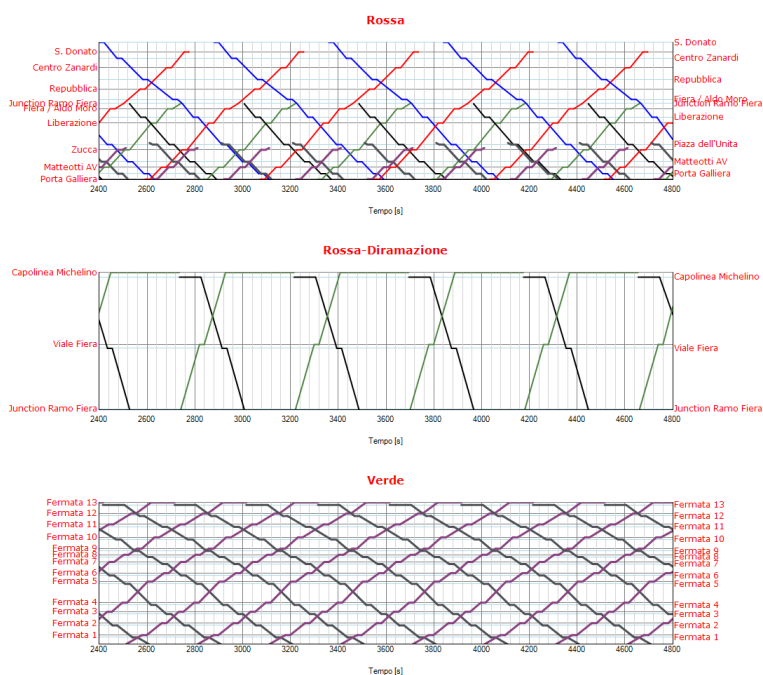 Rossa
S. Donato
S. Donato
Centro Zanardi
Centro Zanardi
Repubblica
Repubblica
Junction Ramo Fiera
Fiera / Aldo Moro
Fiera / Aldo Moro
Junction Ramo Fiera
Liberazione
Liberazione
Zucca
Piaza dell'Unita
Matteotti AV
Matteotti AV
Porta Galliera
Porta Galliera
2400 2600 2800 3000 3200 3400 3600 3800 4000 4200 4400 4600 4800
Tempo [s]
Rossa-Diramazione
Capolinea Michelino
Capolinea Michelino
Viale Fiera
Viale Fiera
Junction Ramo Fiera
Junction Ramo Fiera
2400 2600 2800 3000 3200 3400 3600 3800 4000 4200 4400 4600 4800
Tempo [s]
Verde
Fermata 13
Fermata 13
Fermata 12
Fermata 12
Fermata 11
Fermata 11
Fermata 10
Fermata 10
Fermata 9
Fermata 9
Fermata 8
Fermata 8
Fermata 7
Fermata 7
Fermata 6
Fermata 6
Fermata 5
Fermata 5
Fermata 4
Fermata 4
Fermata 3
Fermata 3
Fermata 2
Fermata 2
Fermata 1
Fermata 1
2400 2600 2800 3000 3200 3400 3600 3800 4000 4200 4400 4600 4800
Tempo [s]